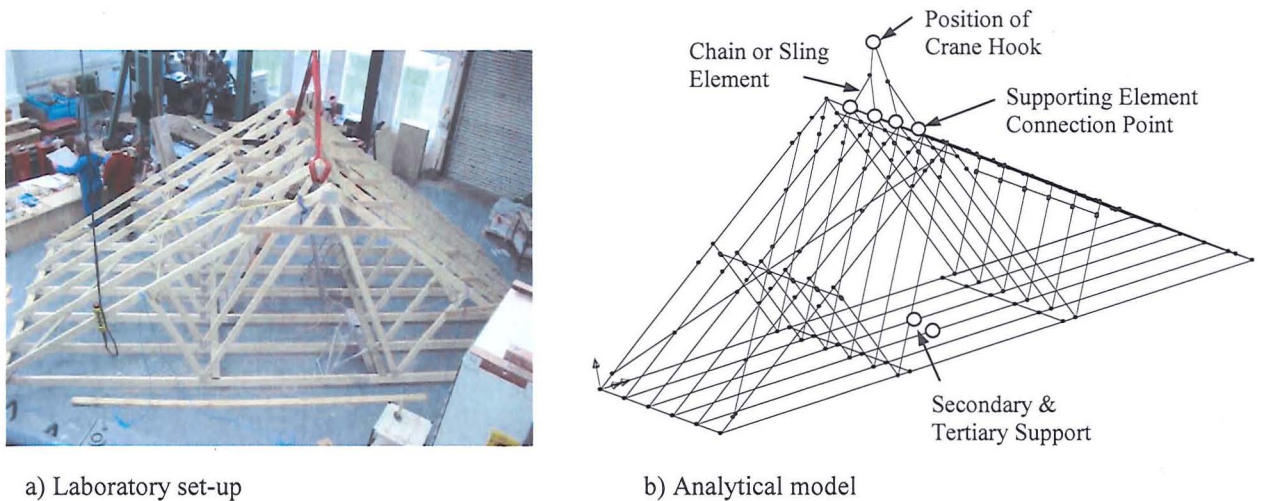 Position of
Crane Hook
Chain or Sling
Element
Supporting Element
Connection Point
Secondary &
Tertiary Support
a) Laboratory set-up
b) Analytical model